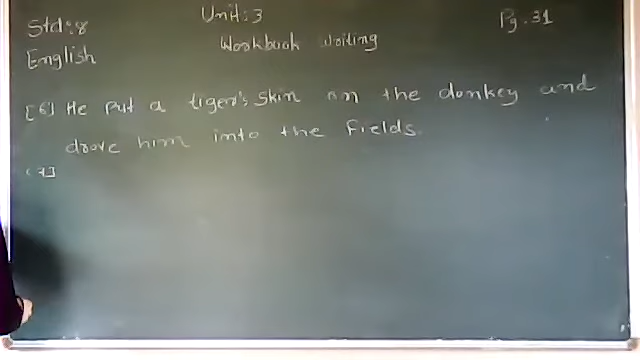 Std:8
Unit:3
Pg.31
English
Workbook writing
[6] He put a tiger's skin on the donkey and
drove him into the fields.
[7]